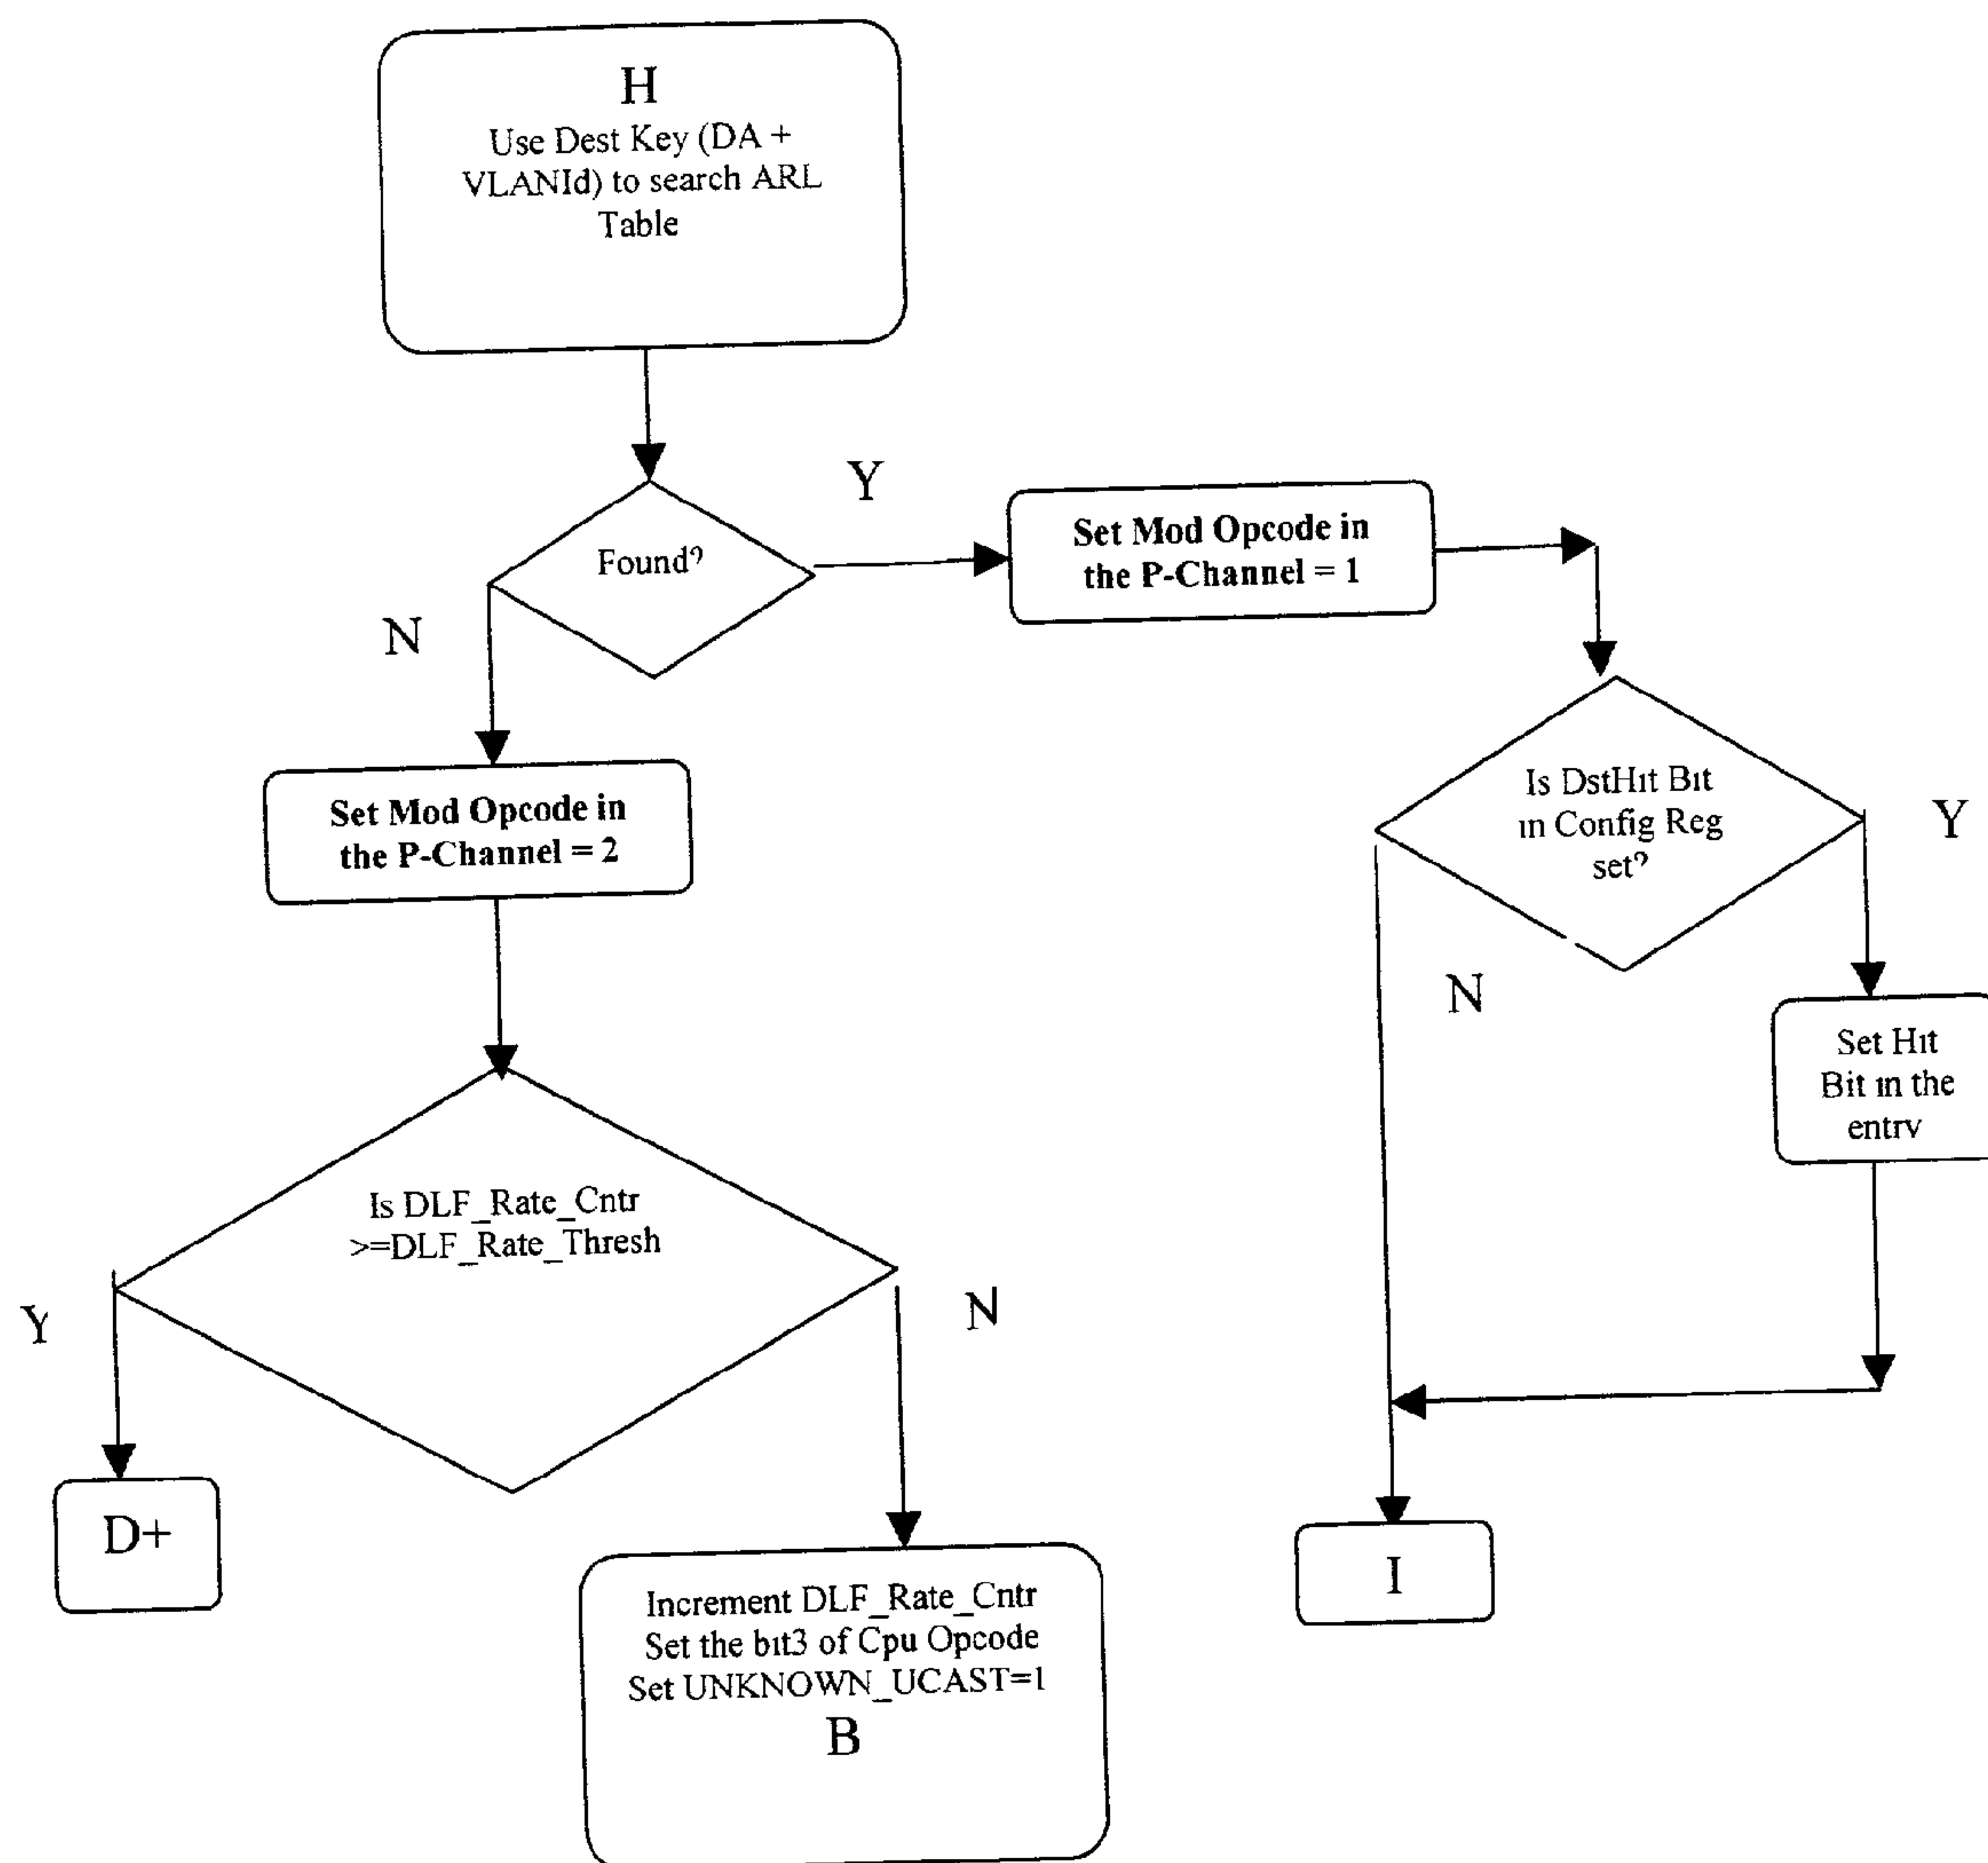 H
Use Dest Key (DA +
VLANId) to search ARL
Table
Found?
Y
N
Set Mod Opcode in
the P-Channel = 1
Set Mod Opcode in
the P-Channel = 2
Is DstHit Bit
in Config Reg
set?
Y
N
Set Hit
Bit in the
entry
Is DLF_Rate_Cntr
>=DLF_Rate_Thresh
Y
N
D+
Increment DLF_Rate_Cntr
Set the bit3 of Cpu Opcode
Set UNKNOWN_UCAST=1
B
I